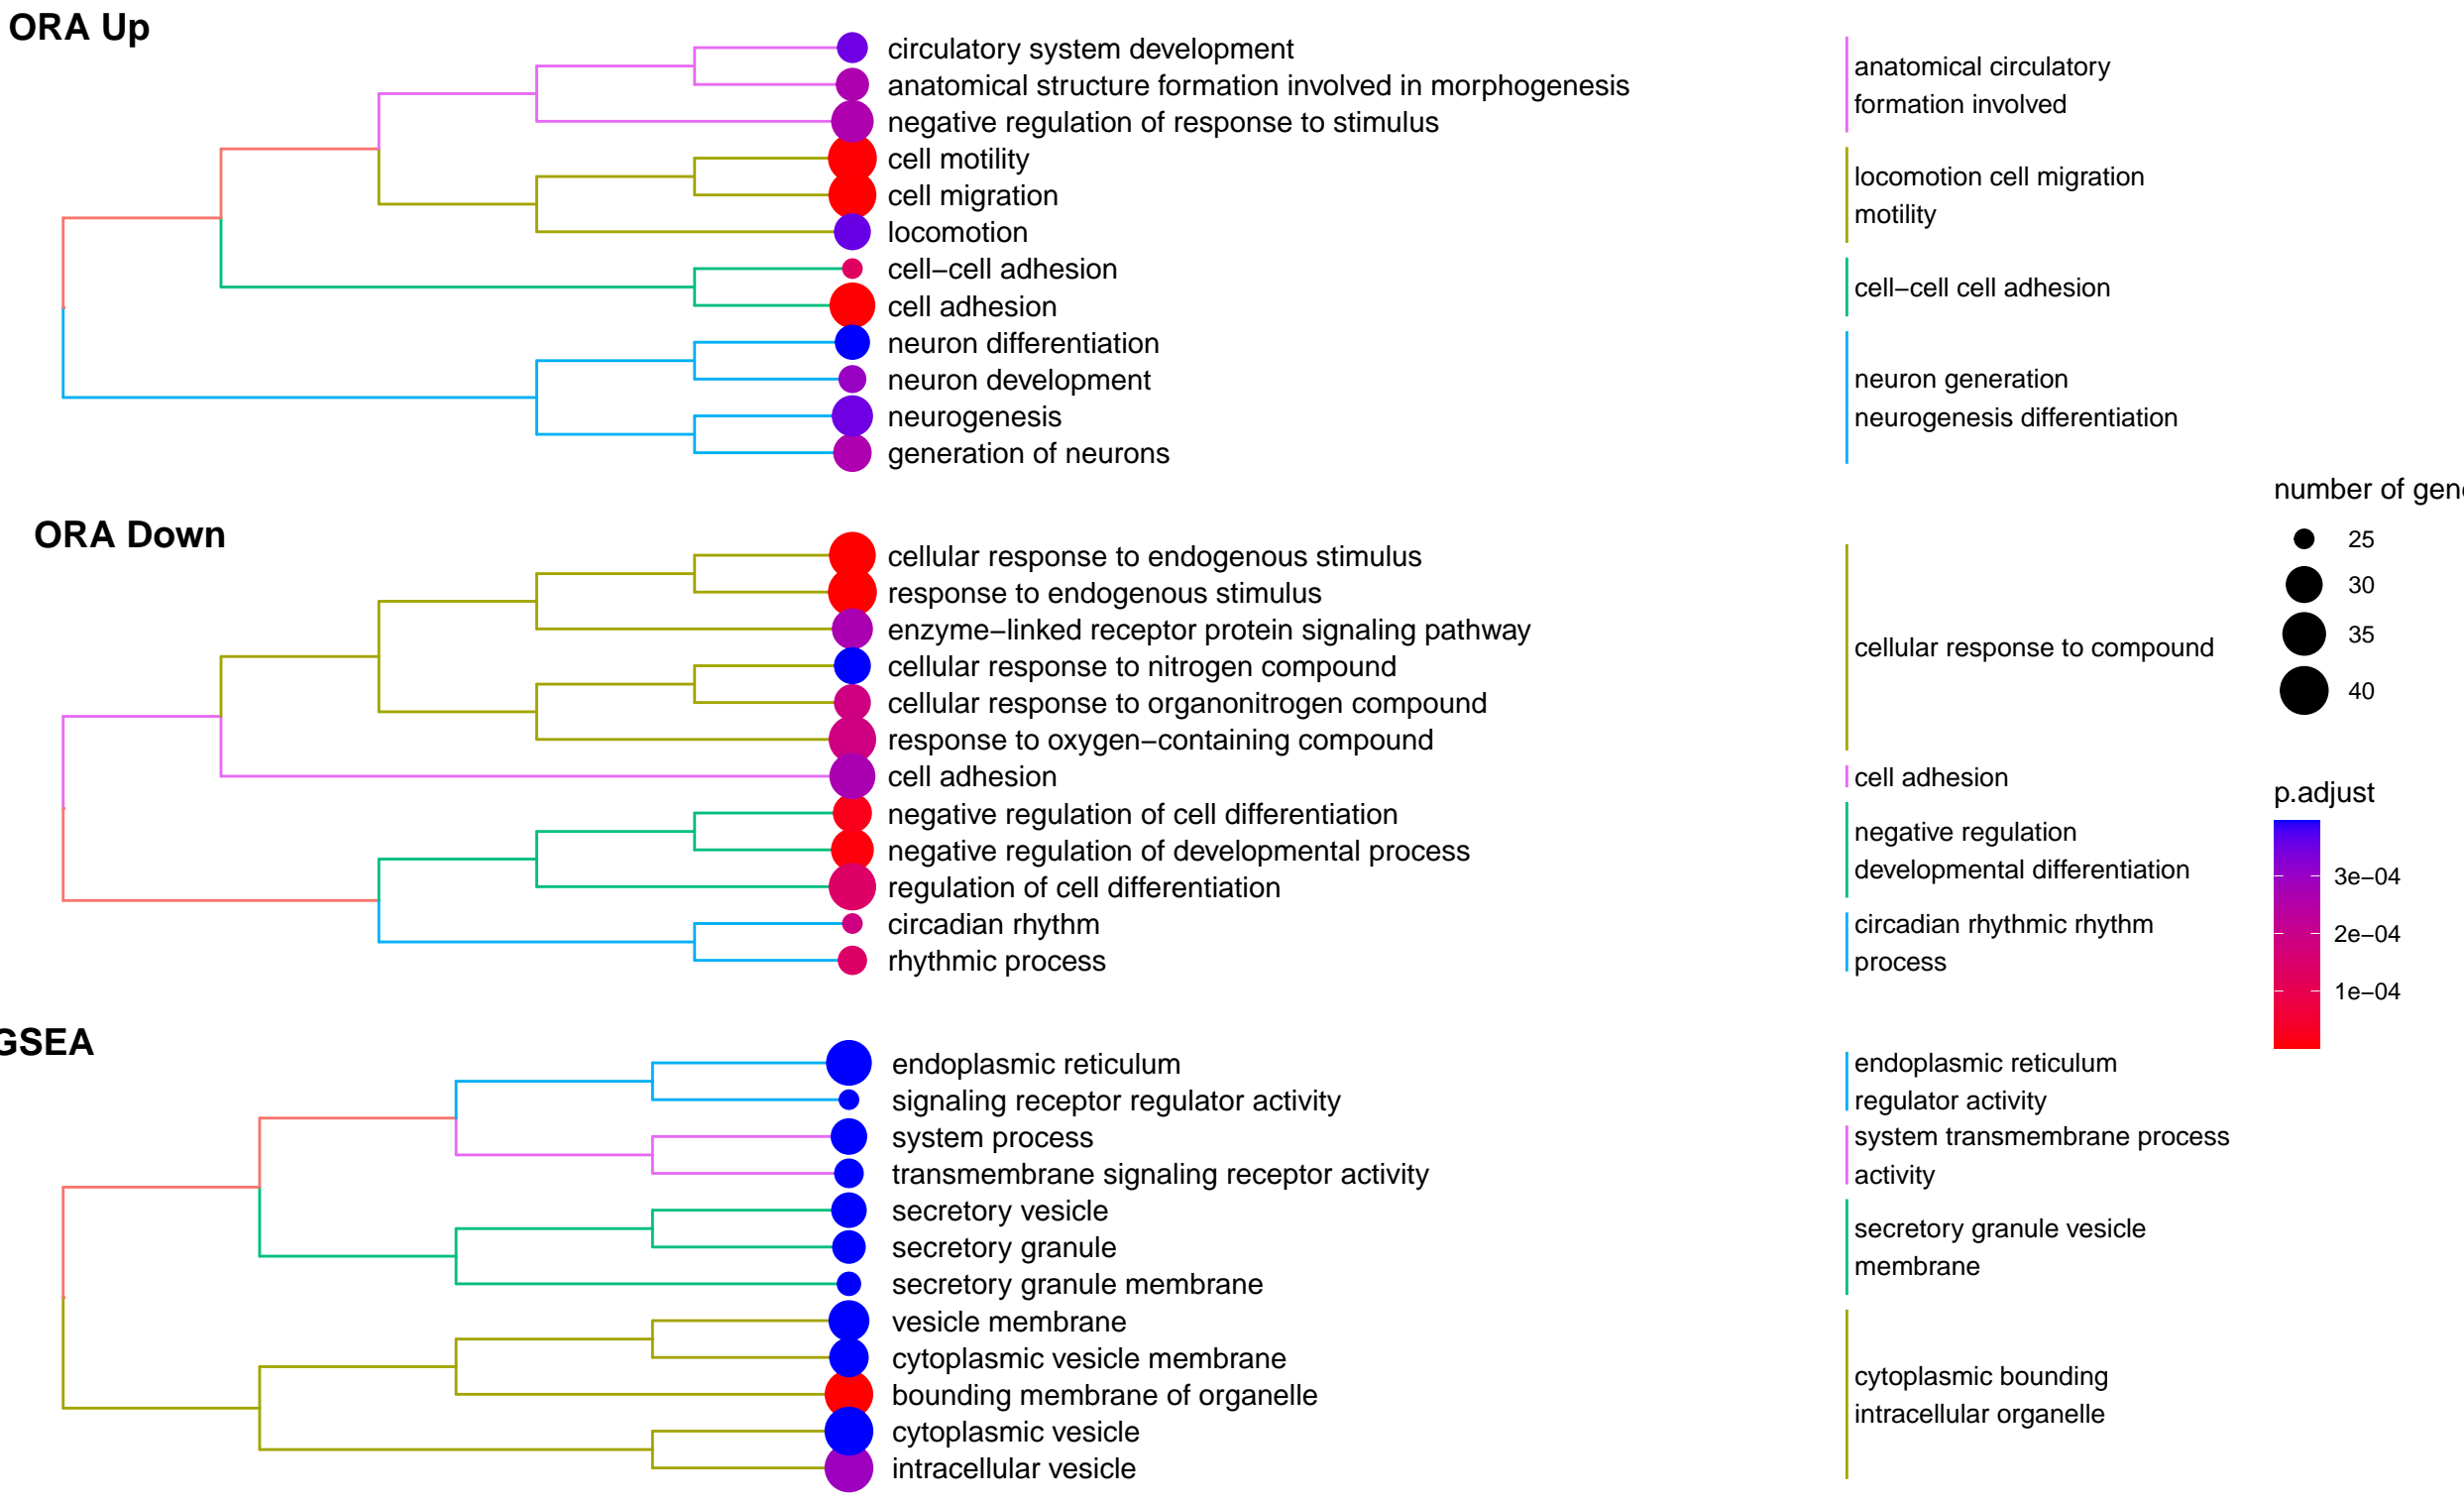 ORA Up
circulatory system development
anatomical structure formation involved in morphogenesis
negative regulation of response to stimulus
cell motility
cell migration
locomotion
cell−cell adhesion
cell adhesion
neuron differentiation
neuron development
neurogenesis
generation of neurons
anatomical circulatory
formation involved
locomotion cell migration
motility
cell−cell cell adhesion
neuron generation
neurogenesis differentiation
ORA Down
cellular response to endogenous stimulus
response to endogenous stimulus
enzyme−linked receptor protein signaling pathway
cellular response to nitrogen compound
cellular response to organonitrogen compound
response to oxygen−containing compound
cell adhesion
negative regulation of cell differentiation
negative regulation of developmental process
regulation of cell differentiation
circadian rhythm
rhythmic process
cellular response to compound
cell adhesion
negative regulation
developmental differentiation
circadian rhythmic rhythm
process
GSEA
endoplasmic reticulum
signaling receptor regulator activity
system process
transmembrane signaling receptor activity
secretory vesicle
secretory granule
secretory granule membrane
vesicle membrane
cytoplasmic vesicle membrane
bounding membrane of organelle
cytoplasmic vesicle
intracellular vesicle
endoplasmic reticulum
regulator activity
system transmembrane process
activity
secretory granule vesicle
membrane
cytoplasmic bounding
intracellular organelle
number of gen
25
30
35
40
p.adjust
3e−04
2e−04
1e−04